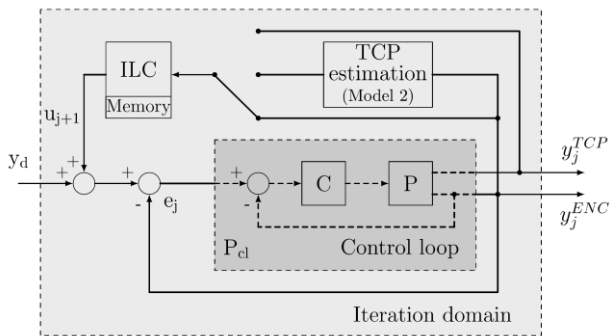 ILC
Memory
TCP
estimation
(Model 2)
u_{j+1}
y_d
+
+
+
+
-
e_j
+
-
C
P
y_j^{TCP}
y_j^{ENC}
P_{cl}
Control loop
Iteration domain